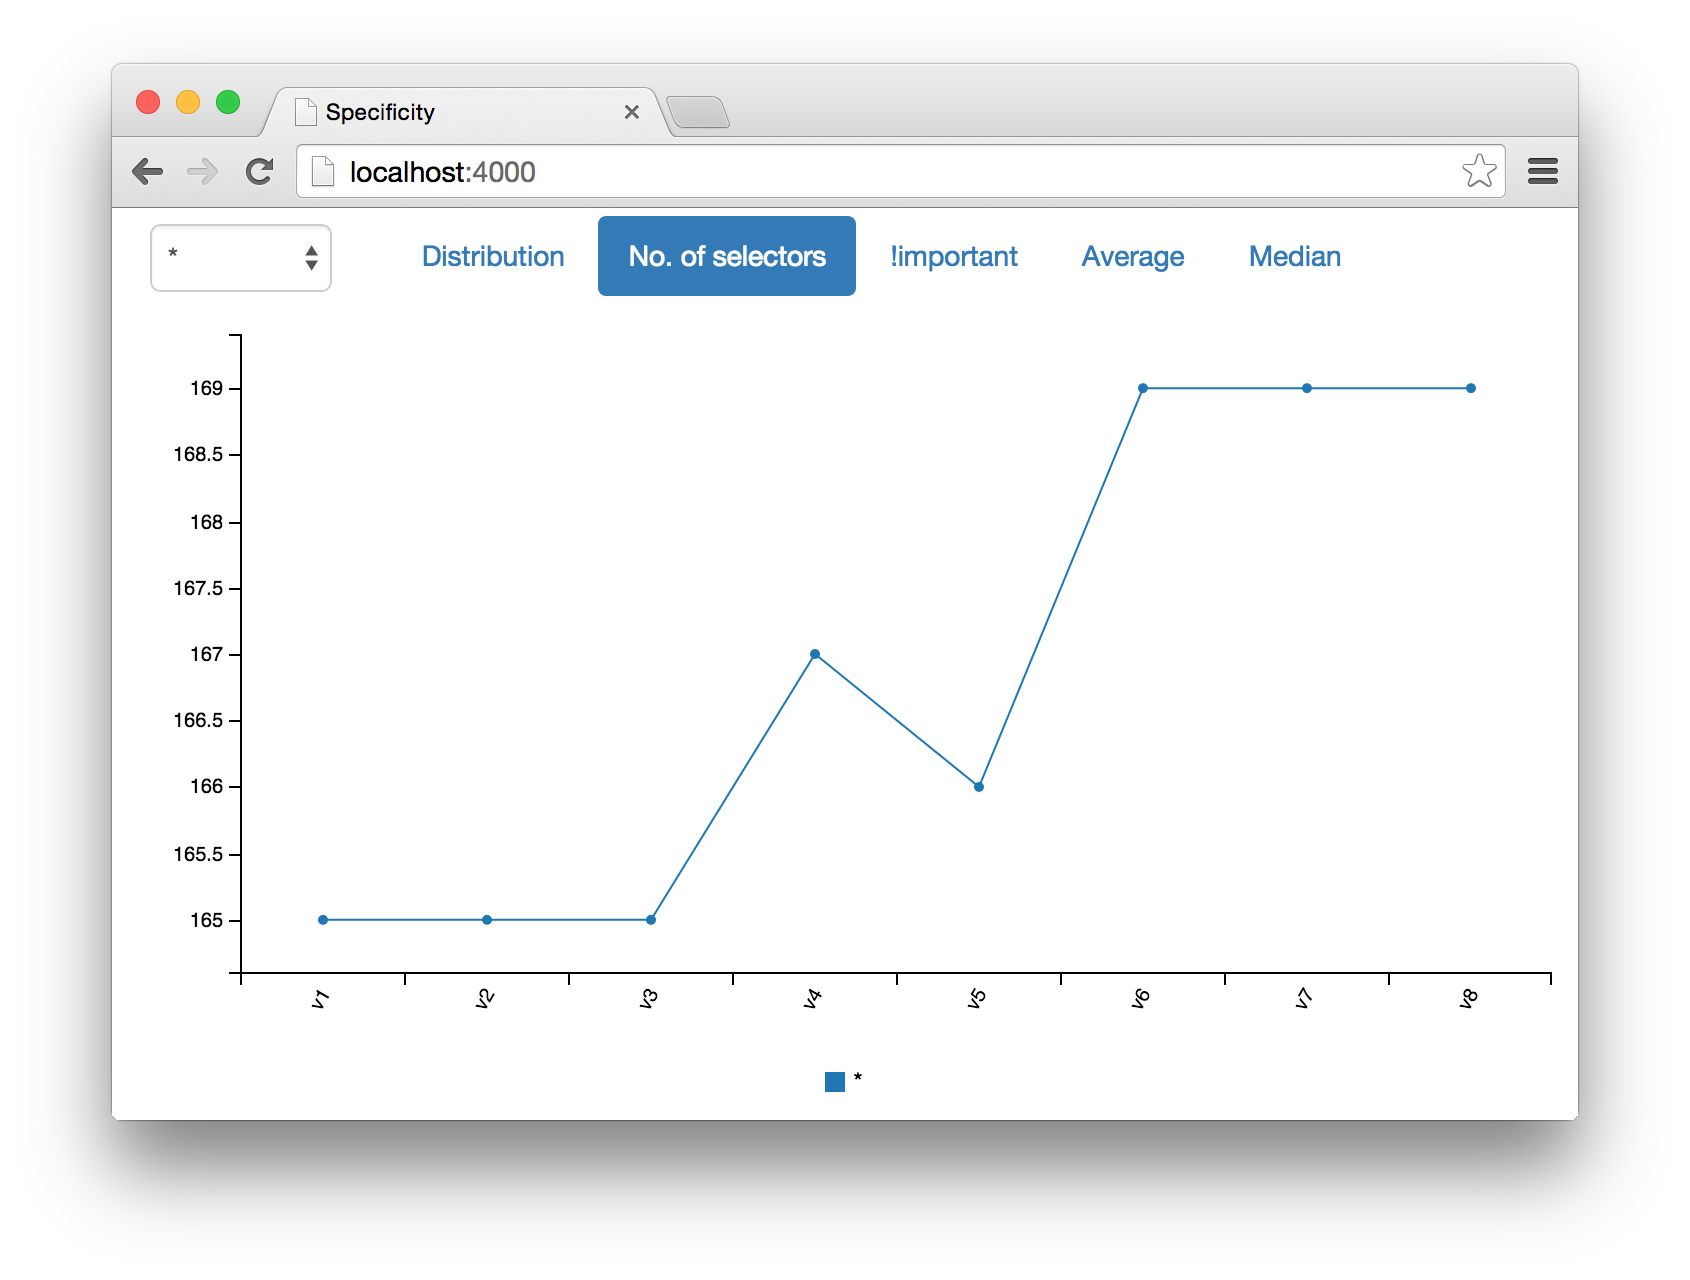 Specificity
localhost:4000
* Distribution No. of selectors !important Average Median
169
168.5
168
167.5
167
166.5
166
165.5
165
v1 v2 v3 v4 v5 v6 v7 v8
*